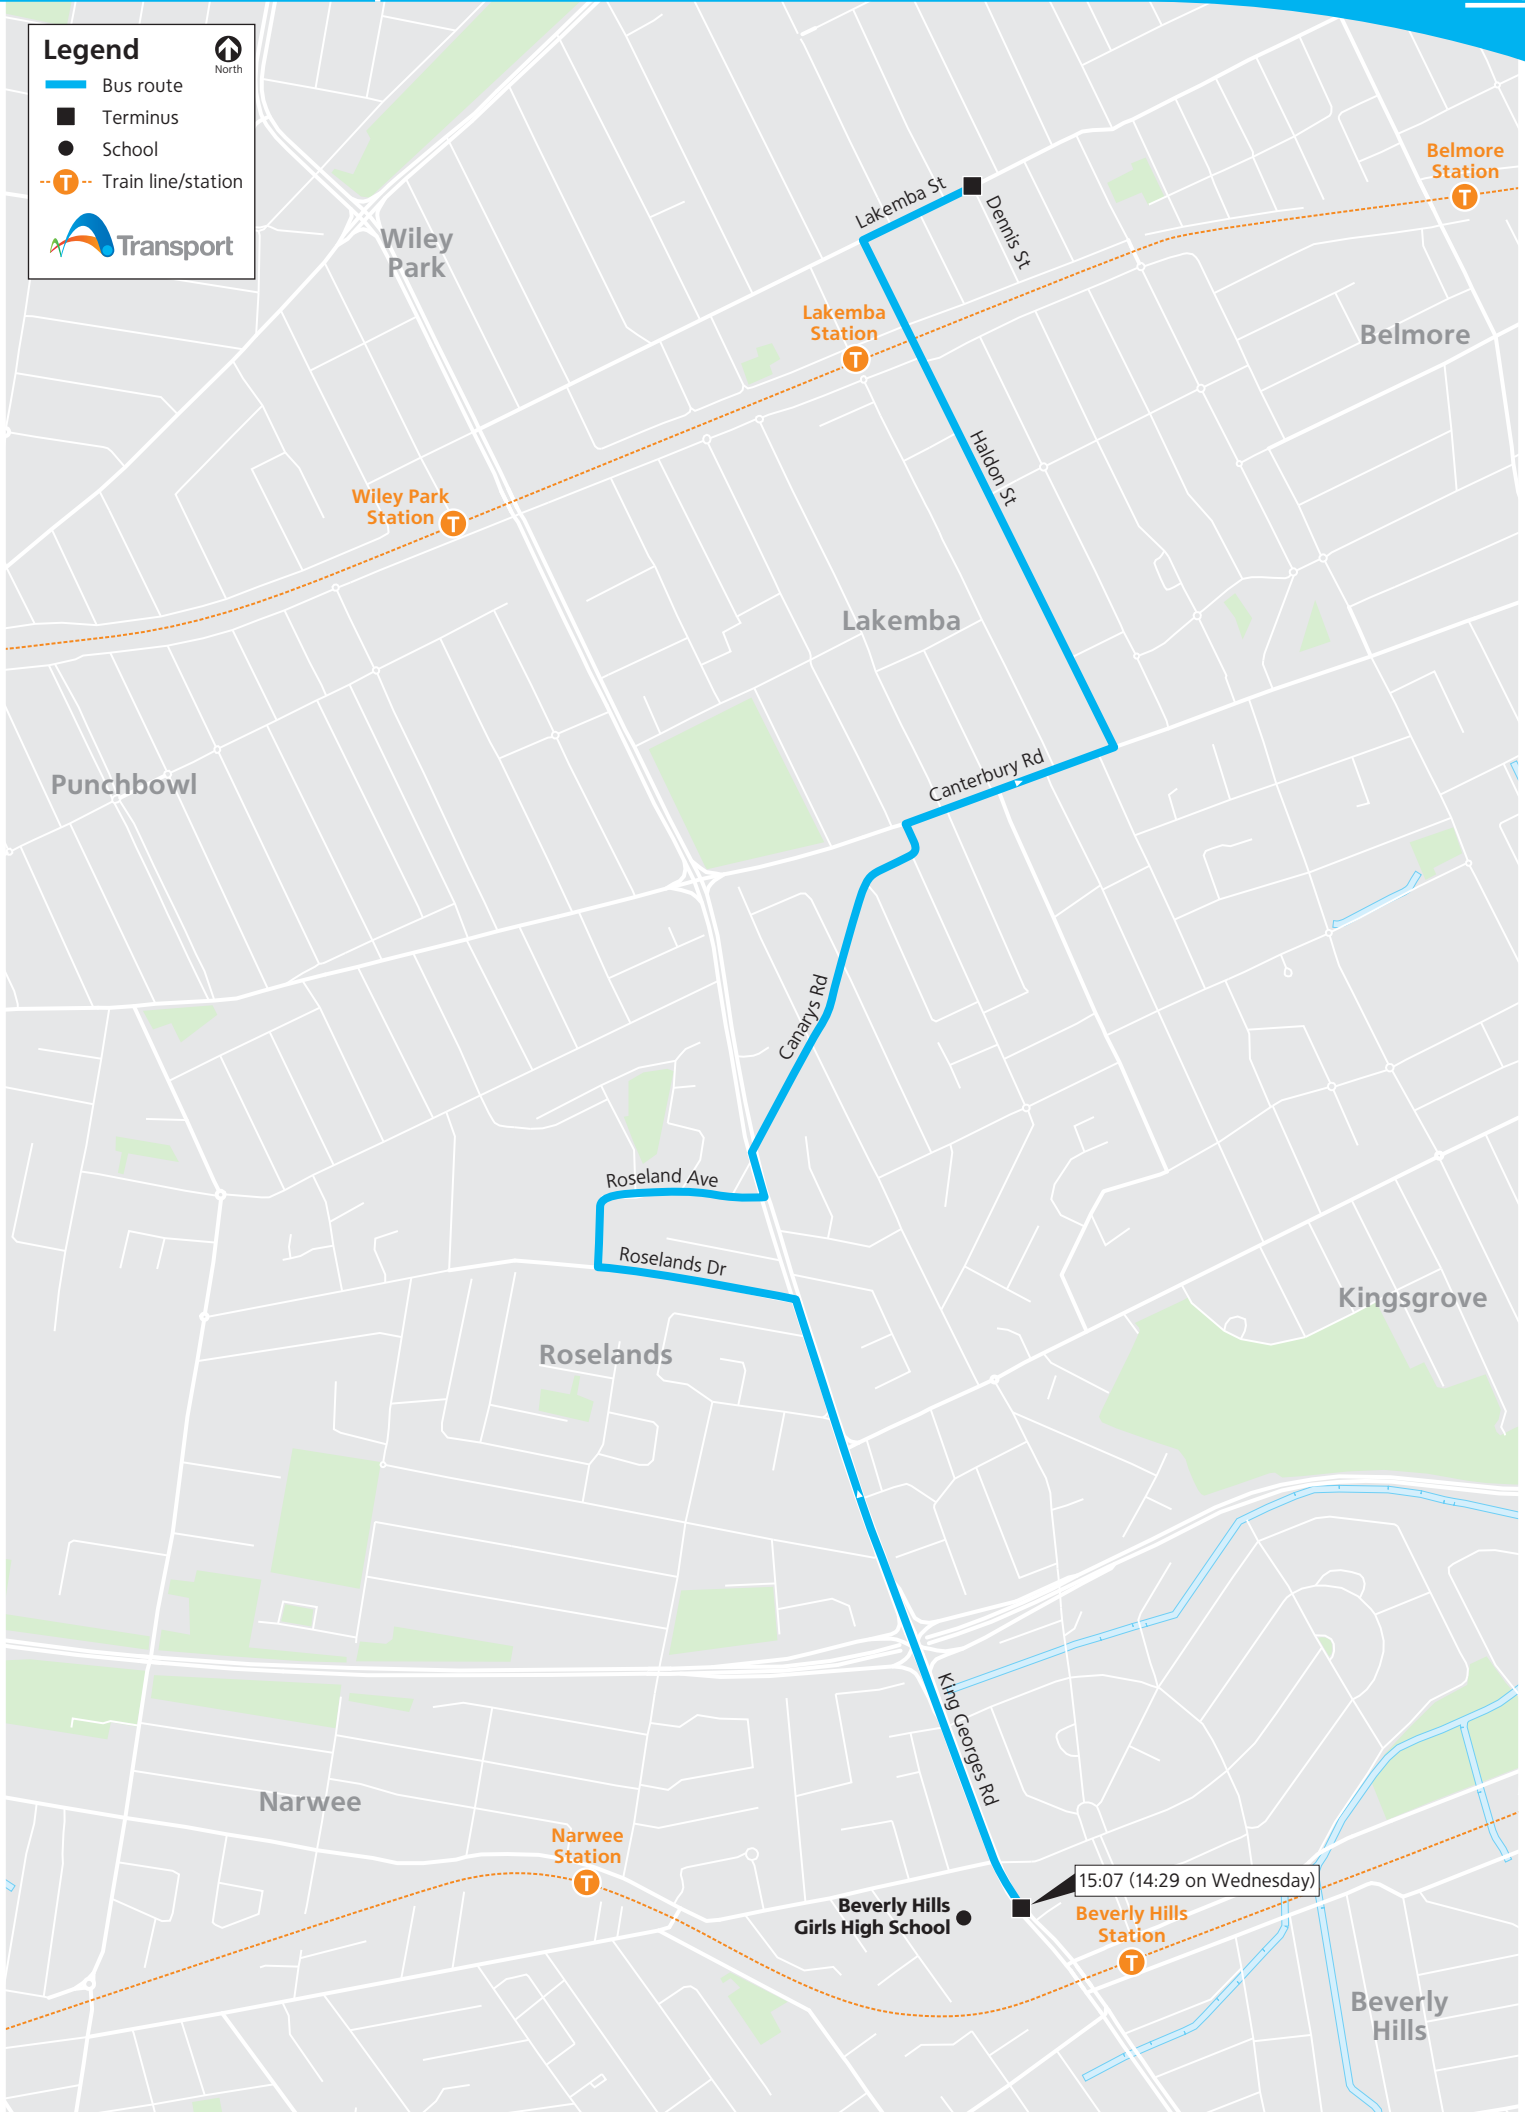 Legend
North
Bus route
Terminus
School
T
Train line/station
Transport
Belmore
Station
T
Lakemba St
Dennis St
Wiley
Park
Lakemba
Station
T
Belmore
Haldon St
Wiley Park
Station
T
Lakemba
Canterbury Rd
Punchbowl
Canarys Rd
Roseland Ave
Roselands Dr
Kingsgrove
Roselands
King Georges Rd
Narwee
Narwee
Station
T
15:07 (14:29 on Wednesday)
Beverly Hills
Girls High School
Beverly Hills
Station
T
Beverly
Hills